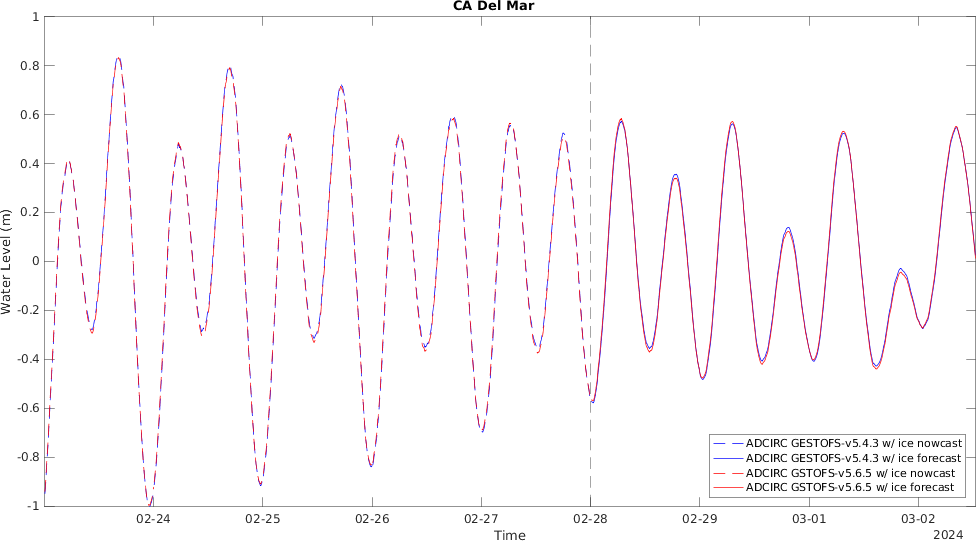 CA Del Mar
1
0.8
0.6
0.4
0.2
0
-0.2
-0.4
-0.6
-0.8
-1
Water Level (m)
02-24
02-25
02-26
02-27
02-28
02-29
03-01
03-02
Time
2024
ADCIRC GESTOFS-v5.4.3 w/ ice nowcast
ADCIRC GESTOFS-v5.4.3 w/ ice forecast
ADCIRC GSTOFS-v5.6.5 w/ ice nowcast
ADCIRC GSTOFS-v5.6.5 w/ ice forecast